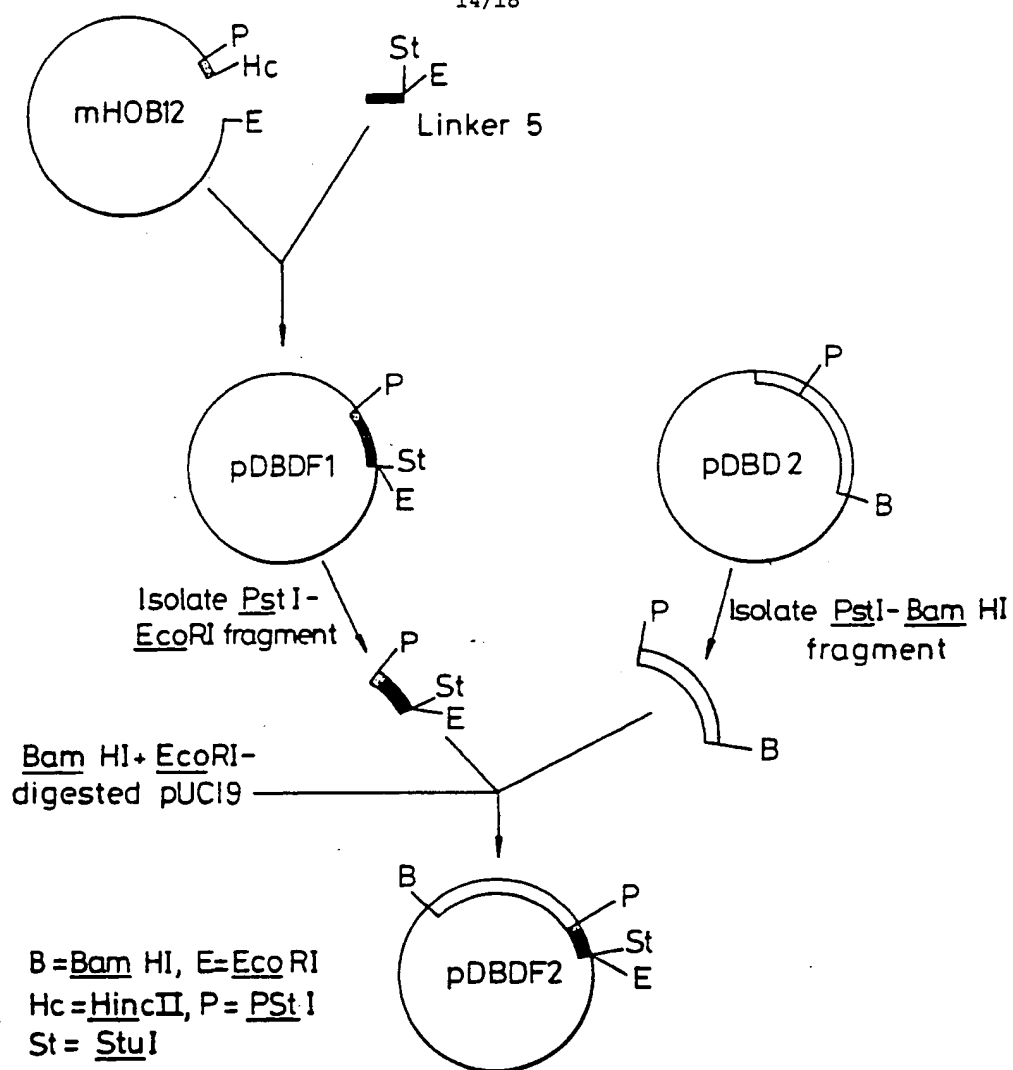 14/18
P
Hc
mHOB12
E
St
E
Linker 5
P
pDBDF1
St
E
P
pDBD2
B
Isolate PstI-
EcoRI fragment
P
St
E
Isolate PstI-Bam HI
fragment
P
B
Bam HI+EcoRI-
digested pUC19
B
P
St
E
pDBDF2
B=Bam HI, E=Eco RI
Hc=HincII, P= PSt I
St= StuI